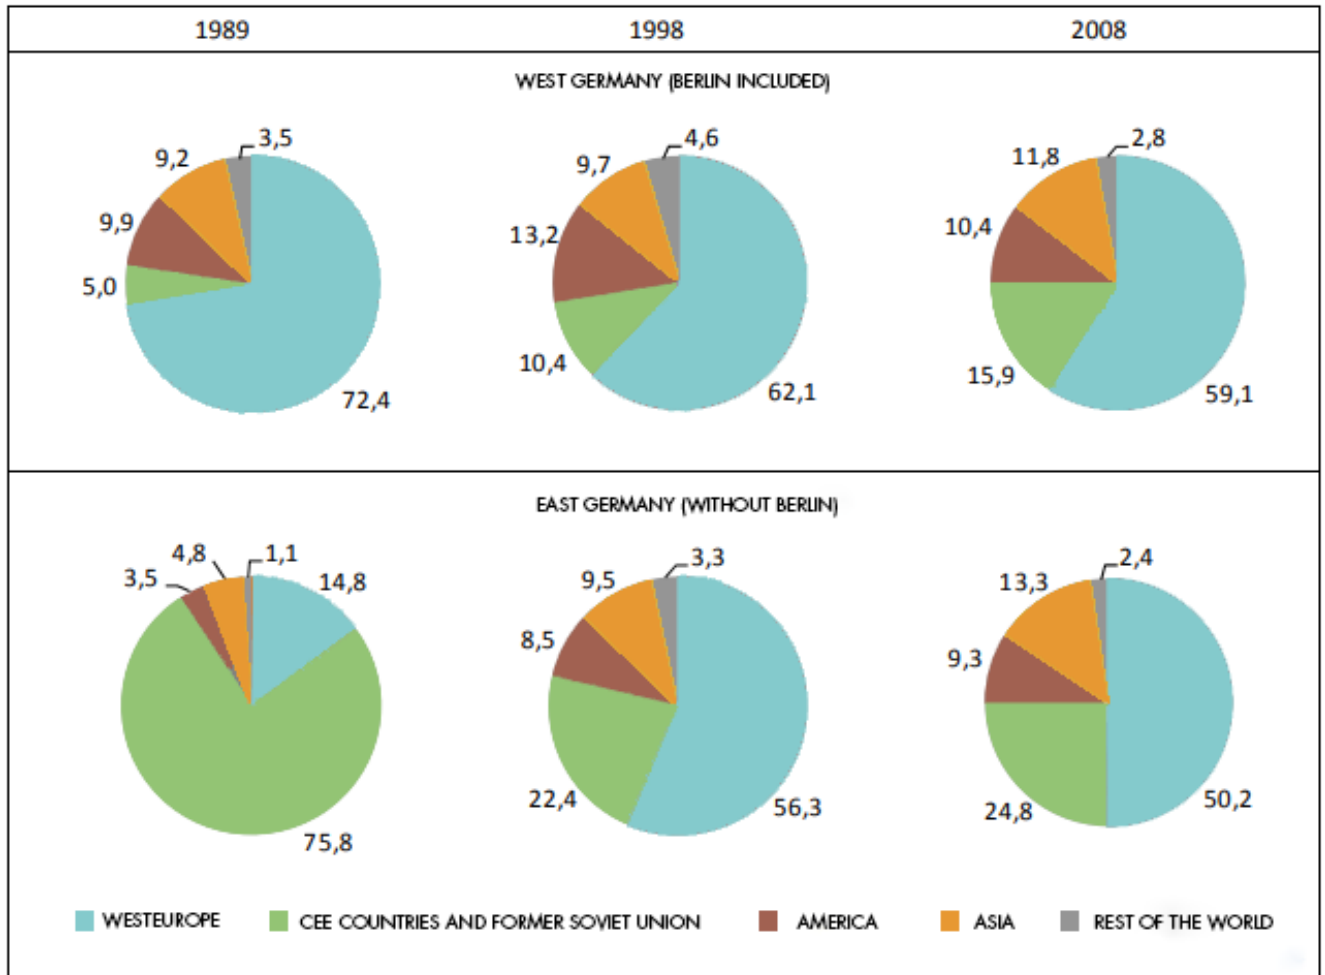 1989 1998 2008
WEST GERMANY (BERLIN INCLUDED)
3,5 4,6 2,8
9,2 9,7 11,8
9,9 13,2 10,4
5,0 10,4 15,9
72,4 62,1 59,1
EAST GERMANY (WITHOUT BERLIN)
4,8 1,1 3,3 2,4
3,5 14,8 9,5 13,3
8,5 9,3
22,4 56,3 24,8 50,2
75,8
WESTEUROPE CEE COUNTRIES AND FORMER SOVIET UNION AMERICA ASIA REST OF THE WORLD